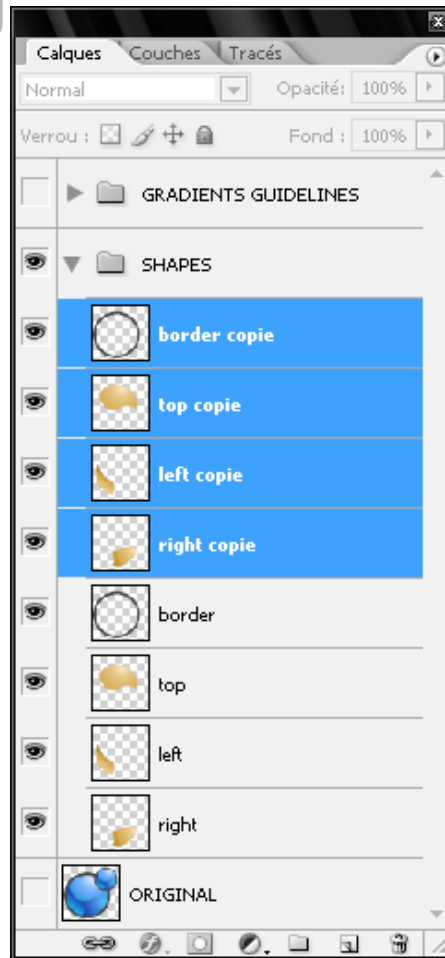 Calques Couches Tracés
Normal Opacité: 100%
Verrou : Fond : 100%
GRADIENTS GUIDELINES
SHAPES
border copie
top copie
left copie
right copie
border
top
left
right
ORIGINAL